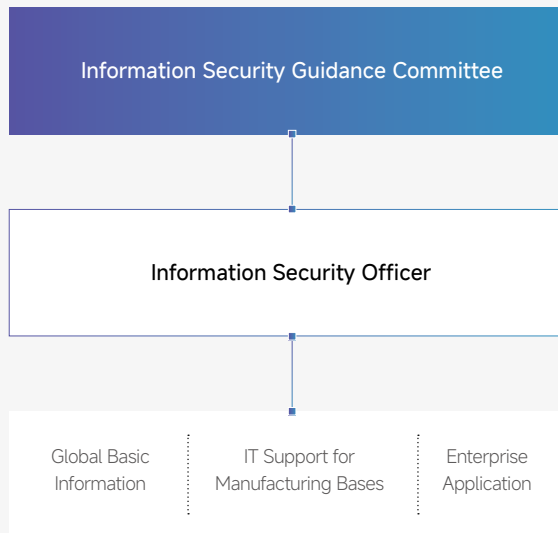 Information Security Guidance Committee
Information Security Officer
Global Basic
Information
IT Support for
Manufacturing Bases
Enterprise
Application